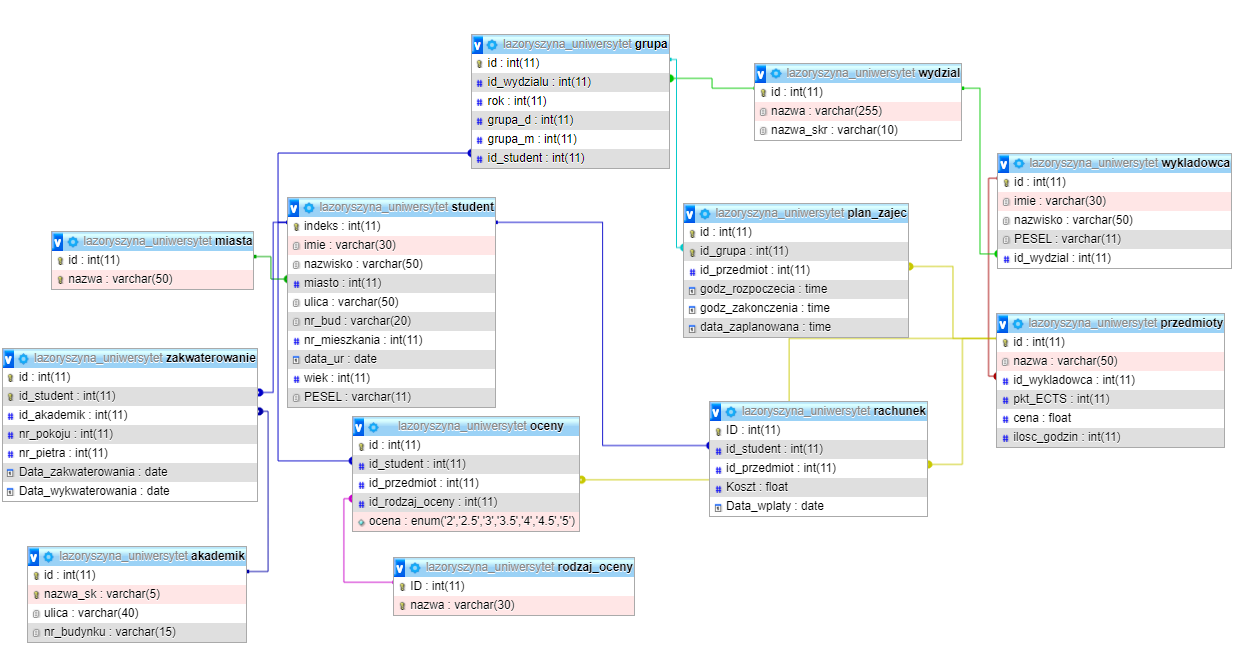 lazoryszyna_uniwersytet grupa
id : int(11)
id_wydzialu : int(11)
rok : int(11)
grupa_d : int(11)
grupa_m : int(11)
id_student : int(11)
lazoryszyna_uniwersytet wydzial
id : int(11)
nazwa : varchar(255)
nazwa_skr : varchar(10)
lazoryszyna_uniwersytet wykladowca
id : int(11)
imie : varchar(30)
nazwisko : varchar(50)
PESEL : varchar(11)
id_wydzial : int(11)
lazoryszyna_uniwersytet student
indeks : int(11)
imie : varchar(30)
nazwisko : varchar(50)
miasto : int(11)
ulica : varchar(50)
nr_bud : varchar(20)
nr_mieszkania : int(11)
data_ur : date
wiek : int(11)
PESEL : varchar(11)
lazoryszyna_uniwersytet plan_zajec
id : int(11)
id_grupa : int(11)
id_przedmiot : int(11)
godz_rozpoczecia : time
godz_zakonczenia : time
data_zaplanowana : time
lazoryszyna_uniwersytet miasta
id : int(11)
nazwa : varchar(50)
lazoryszyna_uniwersytet przedmioty
id : int(11)
nazwa : varchar(50)
id_wykladowca : int(11)
pkt_ECTS : int(11)
cena : float
ilosc_godzin : int(11)
lazoryszyna_uniwersytet zakwaterowanie
id : int(11)
id_student : int(11)
id_akademik : int(11)
nr_pokoju : int(11)
nr_pietra : int(11)
Data_zakwaterowania : date
Data_wykwaterowania : date
lazoryszyna_uniwersytet rachunek
ID : int(11)
id_student : int(11)
id_przedmiot : int(11)
Koszt : float
Data_wplaty : date
lazoryszyna_uniwersytet oceny
id : int(11)
id_student : int(11)
id_przedmiot : int(11)
id_rodzaj_oceny : int(11)
ocena : enum('2','2.5','3','3.5','4','4.5','5')
lazoryszyna_uniwersytet akademik
id : int(11)
nazwa_sk : varchar(5)
ulica : varchar(40)
nr_budynku : varchar(15)
lazoryszyna_uniwersytet rodzaj_oceny
ID : int(11)
nazwa : varchar(30)